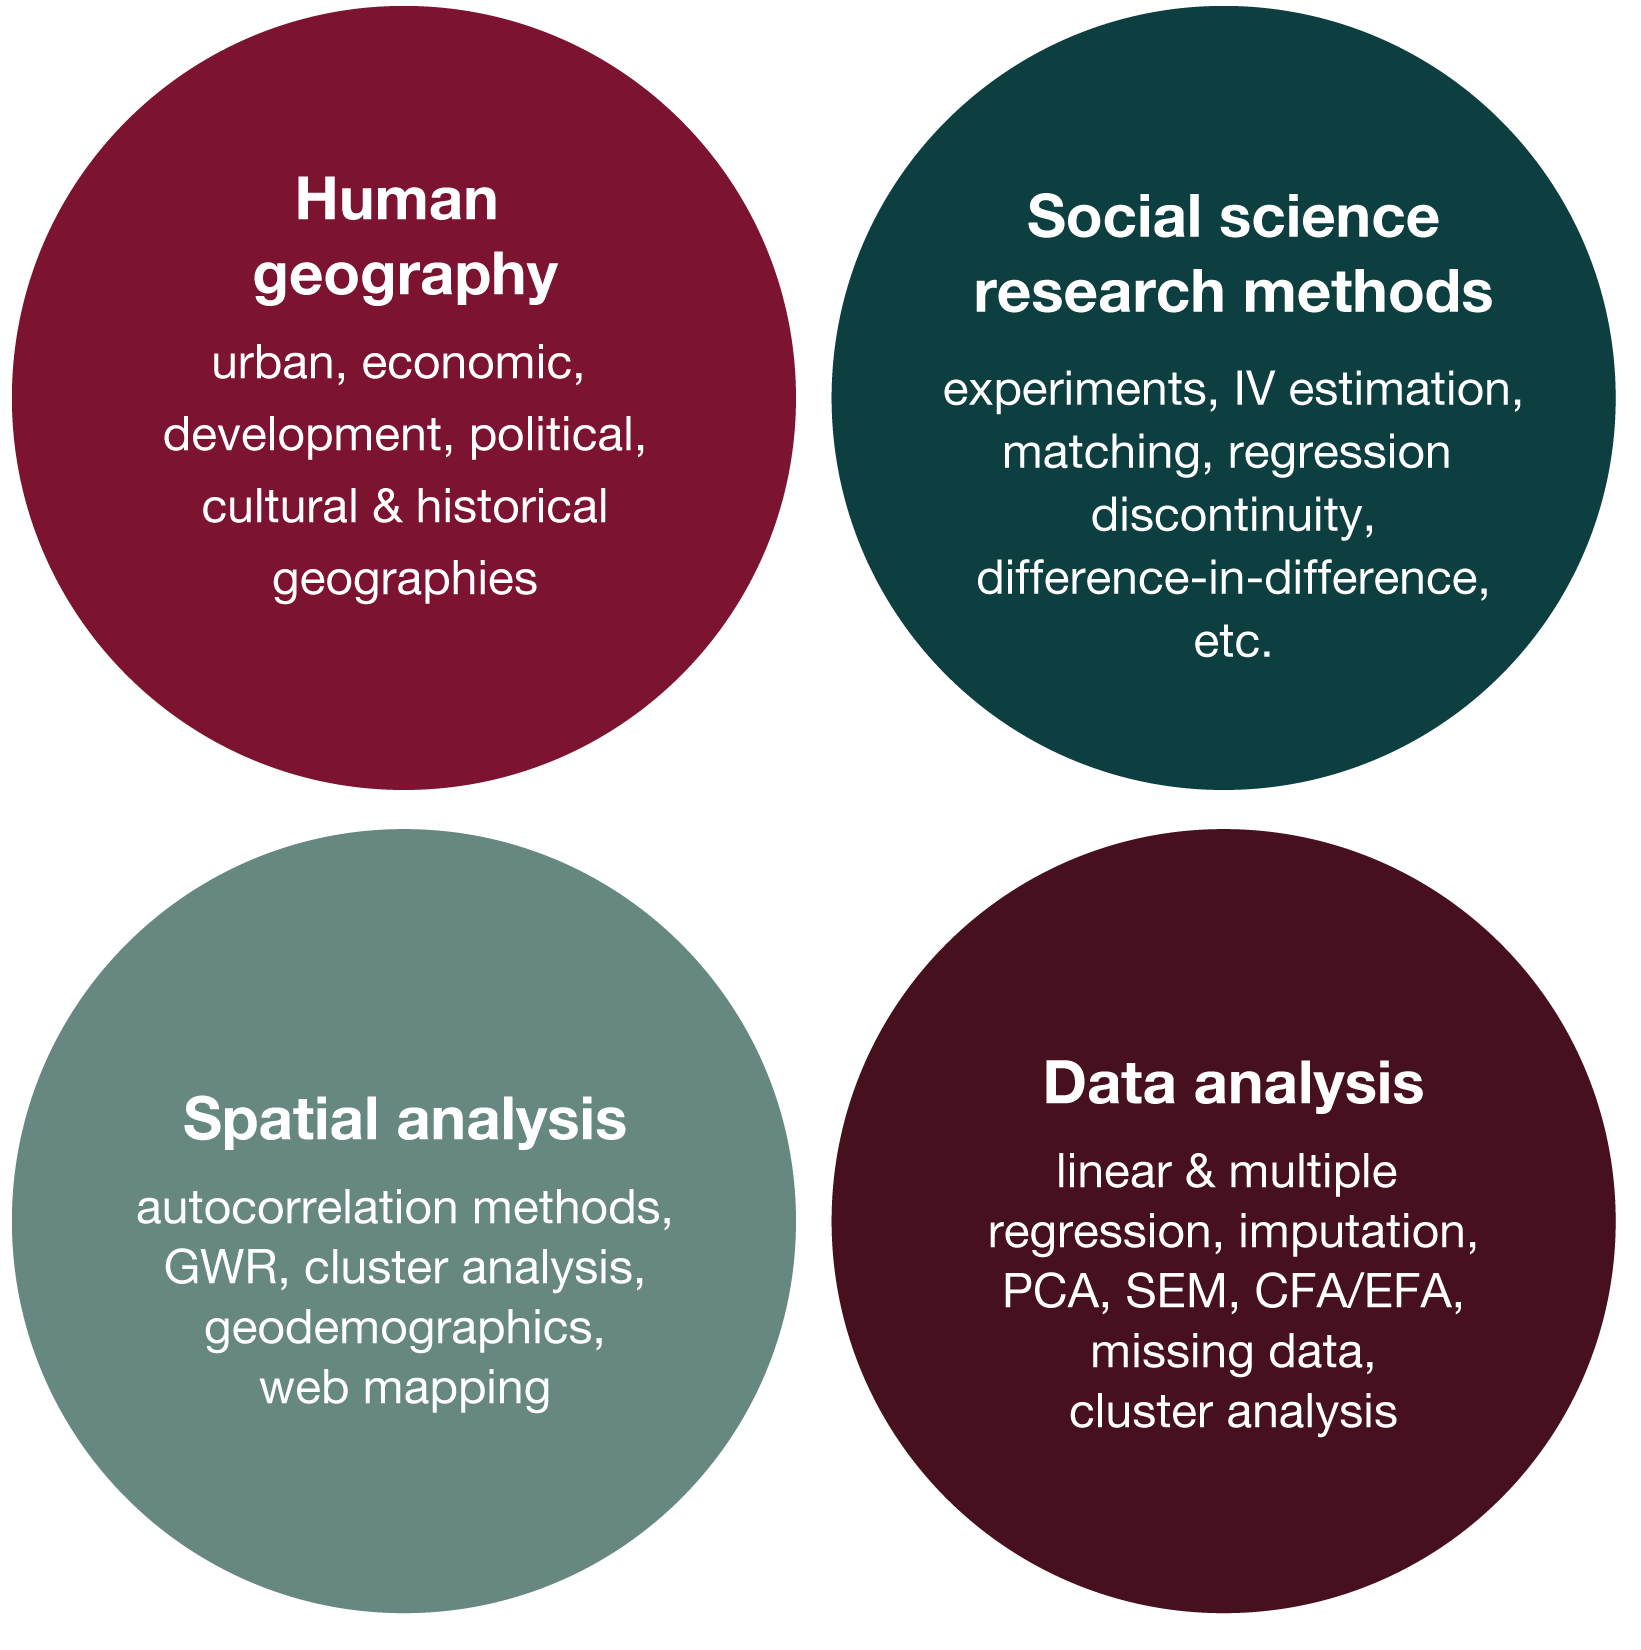 Human
geography
urban, economic,
development, political,
cultural & historical
geographies
Social science
research methods
experiments, IV estimation,
matching, regression
discontinuity,
difference-in-difference,
etc.
Spatial analysis
autocorrelation methods,
GWR, cluster analysis,
geodemographics,
web mapping
Data analysis
linear & multiple
regression, imputation,
PCA, SEM, CFA/EFA,
missing data,
cluster analysis